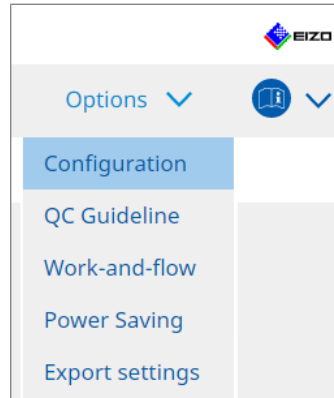 EIZO
Options
Configuration
QC Guideline
Work-and-flow
Power Saving
Export settings